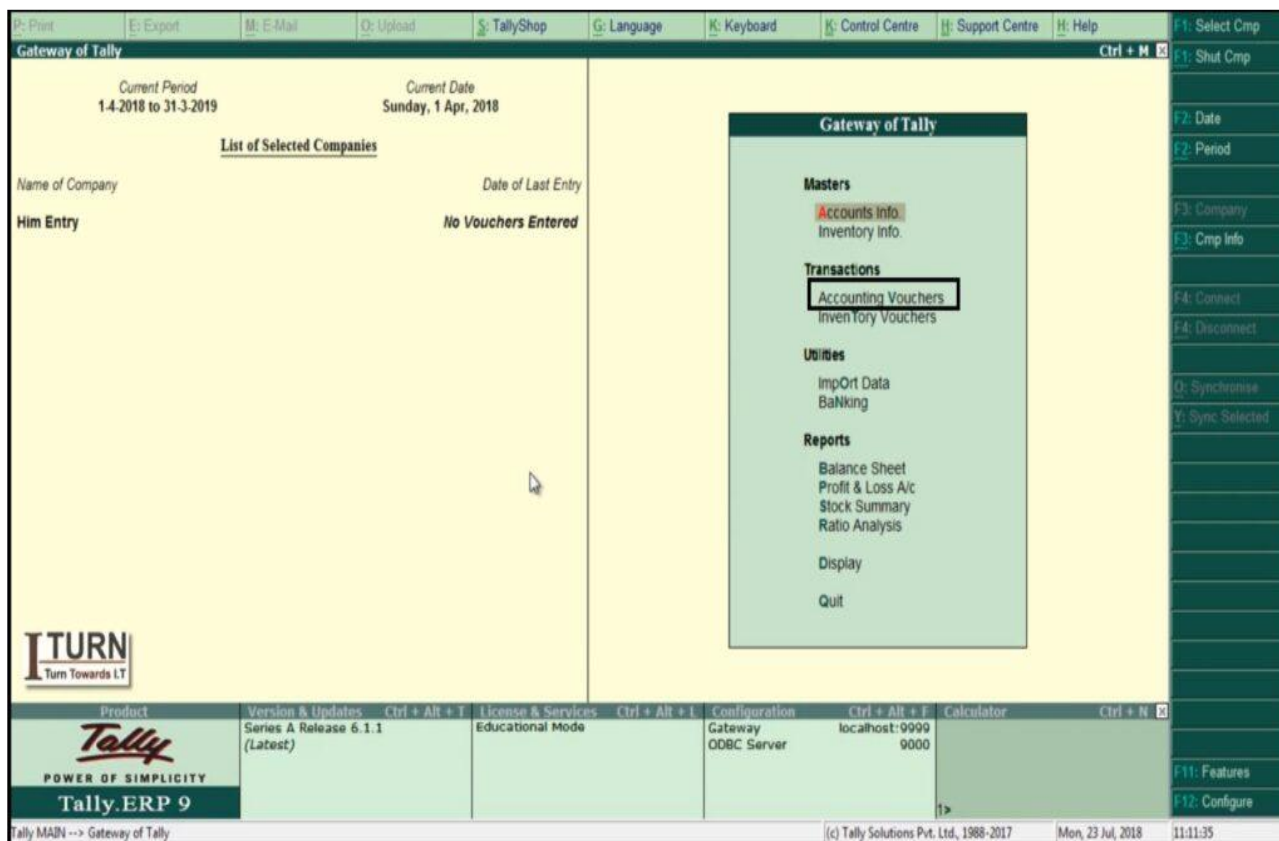 P: Print E: Export M: E-Mail O: Upload S: TallyShop G: Language K: Keyboard K: Control Centre H: Support Centre H: Help
F1: Select Cmp
Gateway of Tally Ctrl + M
F1: Shut Cmp
Current Period Current Date
1-4-2018 to 31-3-2019 Sunday, 1 Apr, 2018
List of Selected Companies
Name of Company Date of Last Entry
Him Entry No Vouchers Entered
Gateway of Tally
Masters
Accounts Info.
Inventory Info.
Transactions
Accounting Vouchers
InvenTory Vouchers
Utilities
ImpOrt Data
BaNking
Reports
Balance Sheet
Profit & Loss A/c
Stock Summary
Ratio Analysis
Display
Quit
F2: Date
F2: Period
F3: Company
F3: Cmp Info
F4: Connect
F4: Disconnect
O: Synchronise
Y: Sync Selected
F11: Features
F12: Configure
I TURN
Turn Towards I.T
Product
Tally
POWER OF SIMPLICITY
Tally.ERP 9
Version & Updates Ctrl + Alt + T
Series A Release 6.1.1
(Latest)
License & Services Ctrl + Alt + L
Educational Mode
Configuration Ctrl + Alt + F
Gateway localhost:9999
ODBC Server 9000
Calculator Ctrl + N
1>
Tally MAIN --> Gateway of Tally (c) Tally Solutions Pvt. Ltd., 1988-2017 Mon, 23 Jul, 2018 11:11:35